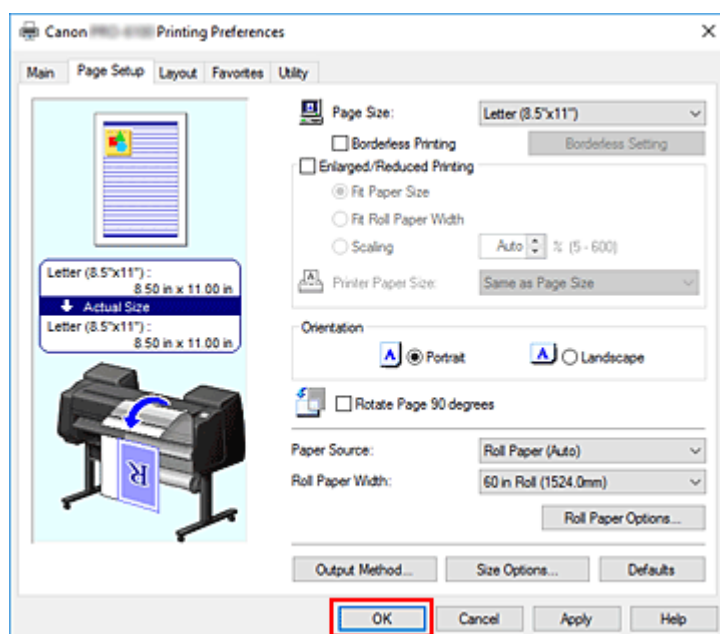 Canon Printing Preferences
Main Page Setup Layout Favorites Utility
Page Size: Letter (8.5"x11")
Borderless Printing Borderless Setting
Enlarged/Reduced Printing
Fit Paper Size
Fit Roll Paper Width
Scaling Auto % (5 - 600)
Printer Paper Size: Same as Page Size
Letter (8.5"x11") :
8.50 in x 11.00 in
Actual Size
Letter (8.5"x11") :
8.50 in x 11.00 in
Orientation
A Portrait A Landscape
Rotate Page 90 degrees
R
Paper Source: Roll Paper (Auto)
Roll Paper Width: 60 in Roll (1524.0mm)
Roll Paper Options...
Output Method... Size Options... Defaults
OK Cancel Apply Help